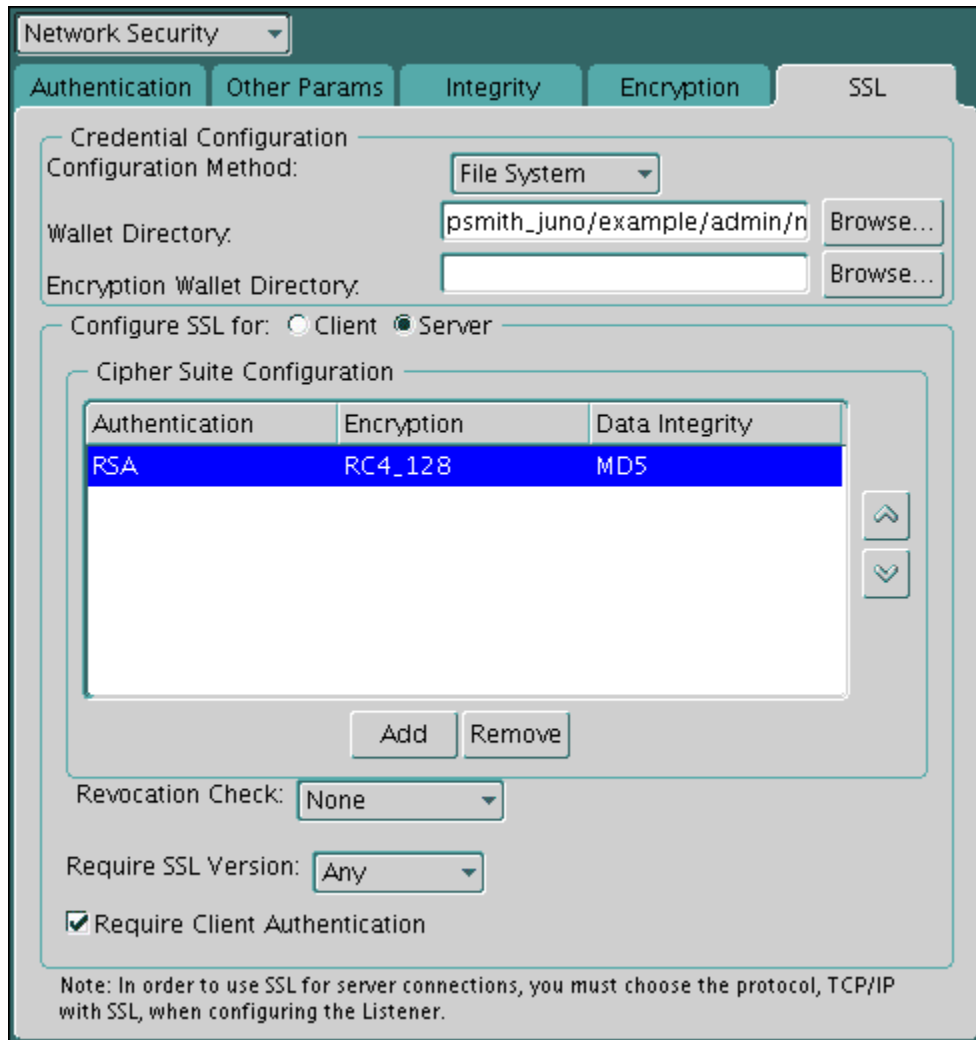 Network Security
Authentication Other Params Integrity Encryption SSL
Credential Configuration
Configuration Method: File System
Wallet Directory: psmith_juno/example/admin/n Browse...
Encryption Wallet Directory: Browse...
Configure SSL for: Client Server
Cipher Suite Configuration
Authentication Encryption Data Integrity
RSA RC4_128 MD5
Add Remove
Revocation Check: None
Require SSL Version: Any
Require Client Authentication
Note: In order to use SSL for server connections, you must choose the protocol, TCP/IP
with SSL, when configuring the Listener.